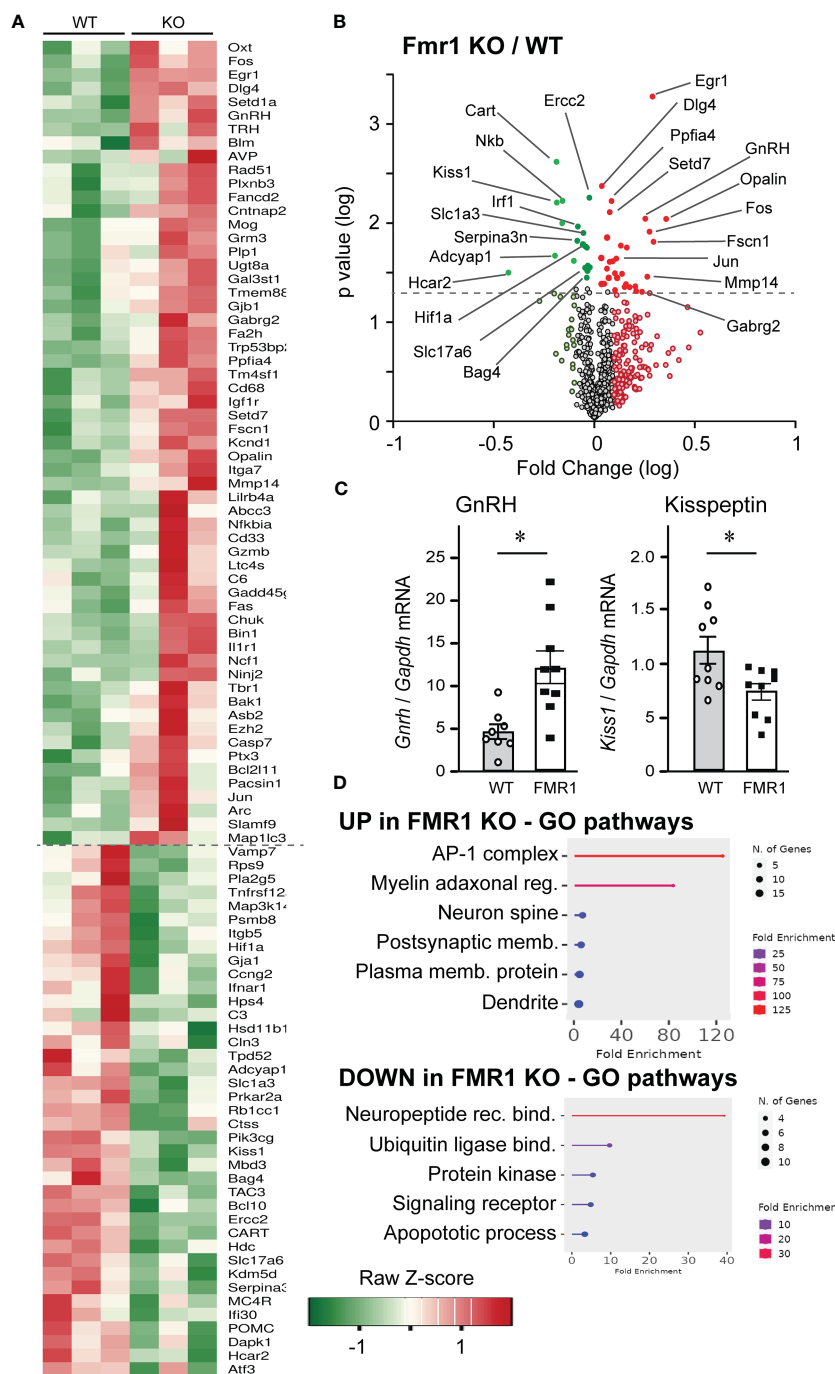 A
WT
KO
Oxt
Fos
Egr1
Dlg4
Setd1a
GnRH
TRH
Blm
AVP
Rad51
Plxnb3
Fancd2
Cntnap2
Mog
Grm3
Plp1
Ugt8a
Gal3st1
Tmem88
Gjb1
Gabrg2
Fa2h
Trp53bp2
Ppfia4
Tm4sf1
Cd68
Igf1r
Setd7
Fscn1
Kcnd1
Opalin
Itga7
Mmp14
Lilrb4a
Abcc3
Nfkbia
Cd33
Gzmb
Ltc4s
C6
Gadd45g
Fas
Chuk
Bin1
Il1r1
Ncf1
Ninj2
Tbr1
Bak1
Asb2
Ezh2
Casp7
Ptx3
Bcl2l11
Pacsin1
Jun
Arc
Slamf9
Map1lc3
Vamp7
Rps9
Pla2g5
Tnfrsf12
Map3k14
Psmb8
Itgb5
Hif1a
Gja1
Ccng2
Ifnar1
Hps4
C3
Hsd11b1
Cln3
Tpd52
Adcyap1
Slc1a3
Prkar2a
Rb1cc1
Ctss
Pik3cg
Kiss1
Mbd3
Bag4
TAC3
Bcl10
Ercc2
CART
Hdc
Slc17a6
Kdm5d
Serpina3
MC4R
Ifi30
POMC
Dapk1
Hcar2
Atf3
Raw Z-score
-1
1
B
Fmr1 KO / WT
p value (log)
3
2
1
0
-1
-0.5
0
0.5
1
Fold Change (log)
Cart
Nkb
Kiss1
Irf1
Slc1a3
Serpina3n
Adcyap1
Hcar2
Hif1a
Slc17a6
Bag4
Ercc2
Egr1
Dlg4
Ppfia4
Setd7
GnRH
Opalin
Fos
Fscn1
Jun
Mmp14
Gabrg2
C
GnRH
*
Gnrh / Gapdh mRNA
25
20
15
10
5
0
WT
FMR1
Kisspeptin
*
Kiss1 / Gapdh mRNA
2.0
1.5
1.0
5
0
WT
FMR1
D
UP in FMR1 KO - GO pathways
AP-1 complex
Myelin adaxonal reg.
Neuron spine
Postsynaptic memb.
Plasma memb. protein
Dendrite
0
40
80
120
Fold Enrichment
N. of Genes
5
10
15
Fold Enrichment
25
50
75
100
125
DOWN in FMR1 KO - GO pathways
Neuropeptide rec. bind.
Ubiquitin ligase bind.
Protein kinase
Signaling receptor
Apopototic process
0
10
20
30
40
Fold Enrichment
N. of Genes
4
6
8
10
Fold Enrichmer
10
20
30